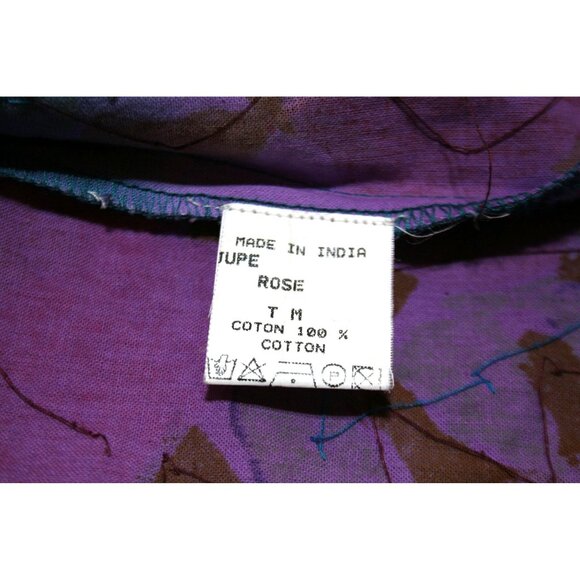 MADE IN INDIA
JUPE
ROSE
T M
COTON 100 %
COTTON
P